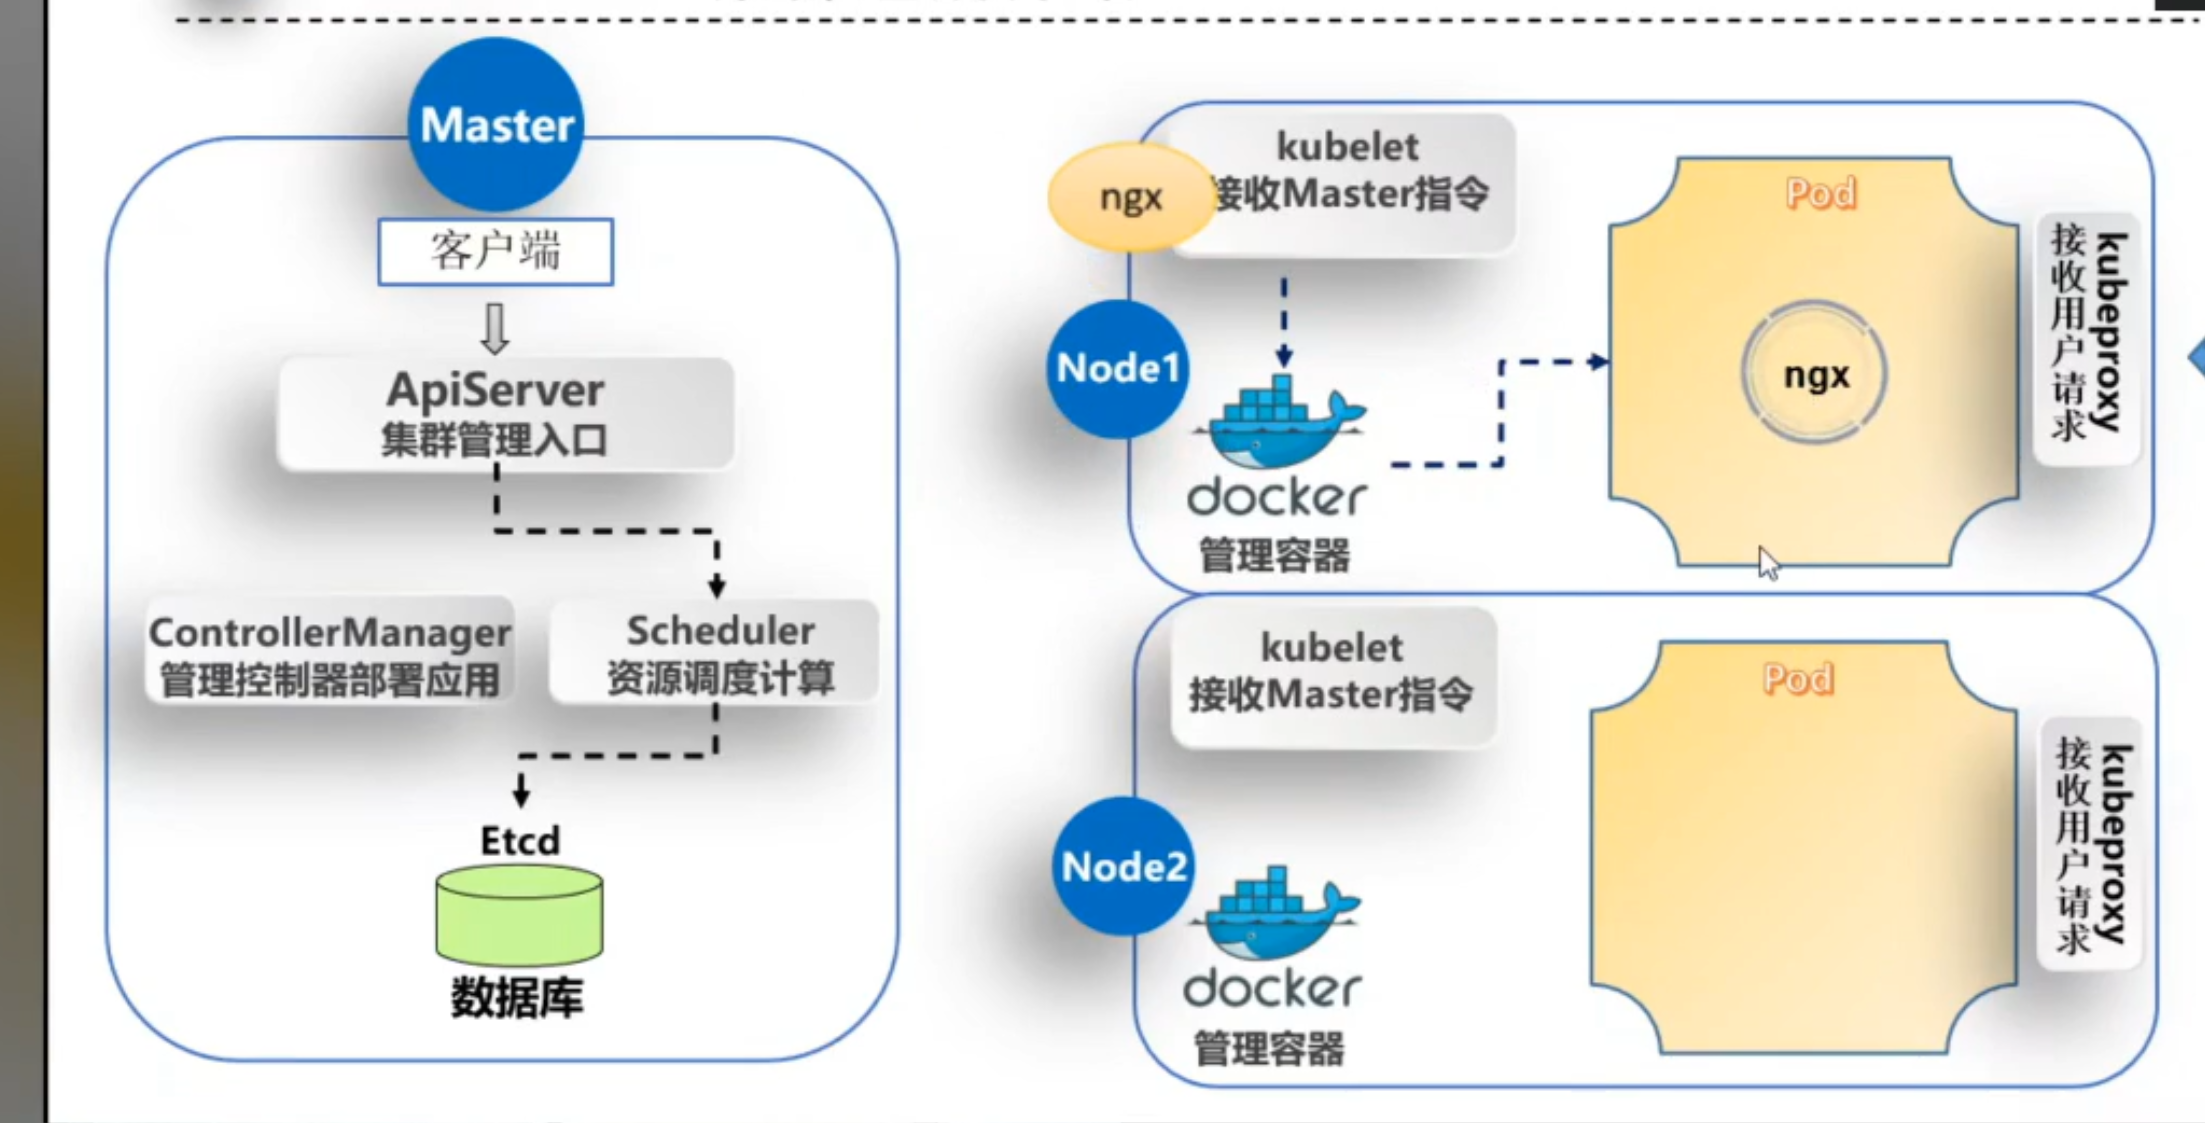 Master
客户端
ApiServer
集群管理入口
ControllerManager
管理控制器部署应用
Scheduler
资源调度计算
Etcd
数据库
ngx
kubelet
接收Master指令
Node1
docker
管理容器
Pod
ngx
kubeproxy
接收用户请求
kubelet
接收Master指令
Node2
docker
管理容器
Pod
kubeproxy
接收用户请求